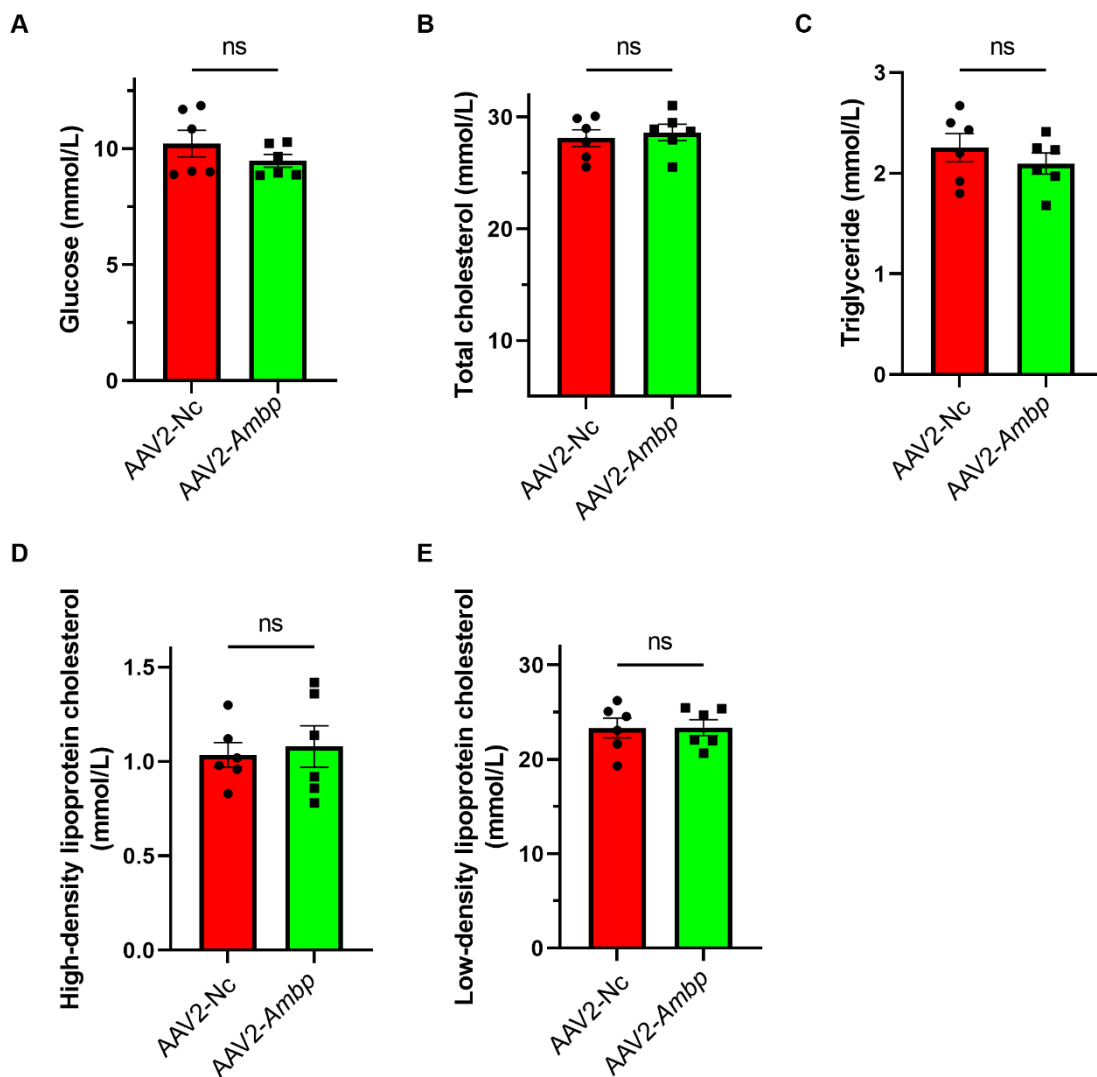 A
ns
Glucose (mmol/L)
10
5
0
AAV2-Nc
AAV2-Ambp
B
ns
Total cholesterol (mmol/L)
30
20
10
AAV2-Nc
AAV2-Ambp
C
ns
Triglyceride (mmol/L)
3
2
1
0
AAV2-Nc
AAV2-Ambp
D
ns
High-density lipoprotein cholesterol
(mmol/L)
1.5
1.0
0.5
0.0
AAV2-Nc
AAV2-Ambp
E
ns
Low-density lipoprotein cholesterol
(mmol/L)
30
20
10
0
AAV2-Nc
AAV2-Ambp